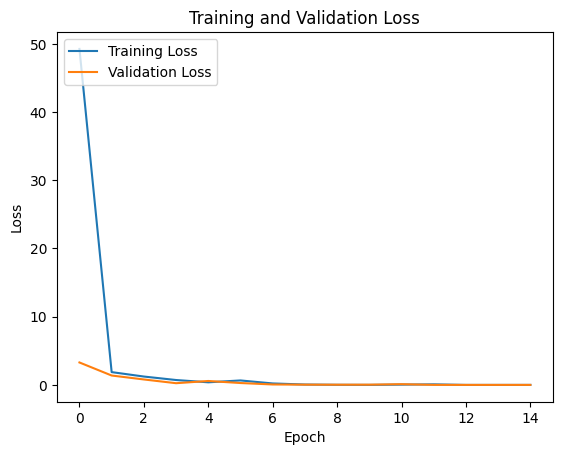 Training and Validation Loss
Training Loss
Validation Loss
50
40
30
20
10
0
Loss
0 2 4 6 8 10 12 14
Epoch